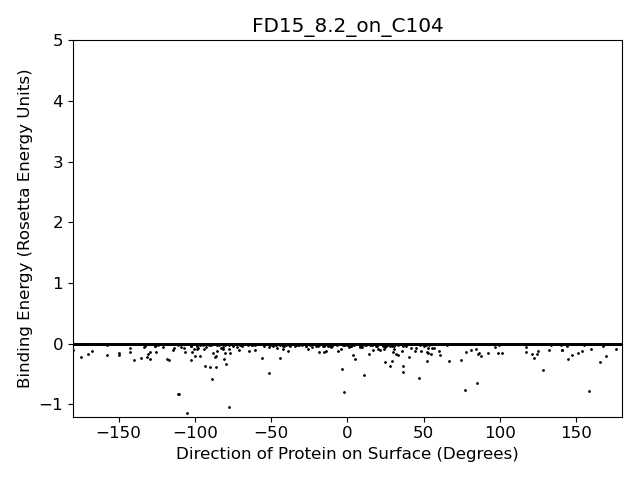 FD15_8.2_on_C104
5
4
3
2
1
0
−1
Binding Energy (Rosetta Energy Units)
−150 −100 −50 0 50 100 150
Direction of Protein on Surface (Degrees)